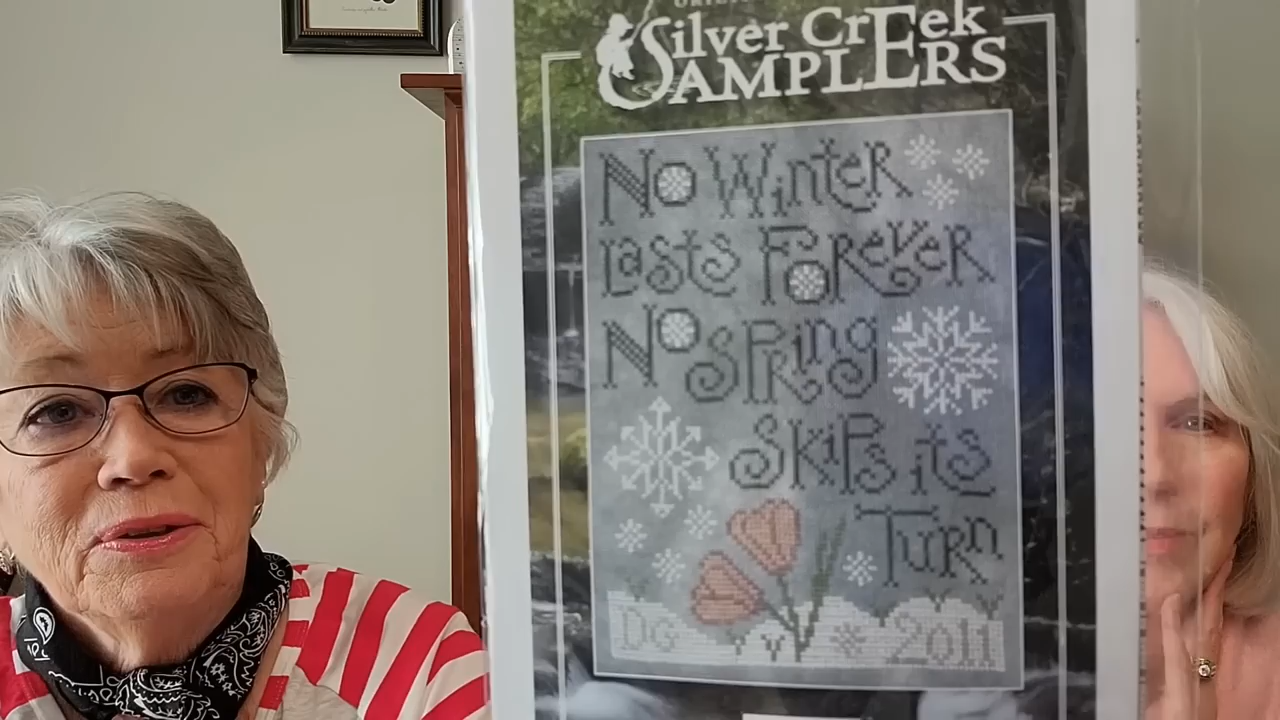 Silver Creek
Samplers
No Winter
Lasts Forever
No Spring
Skips its
Turn
DG 2011